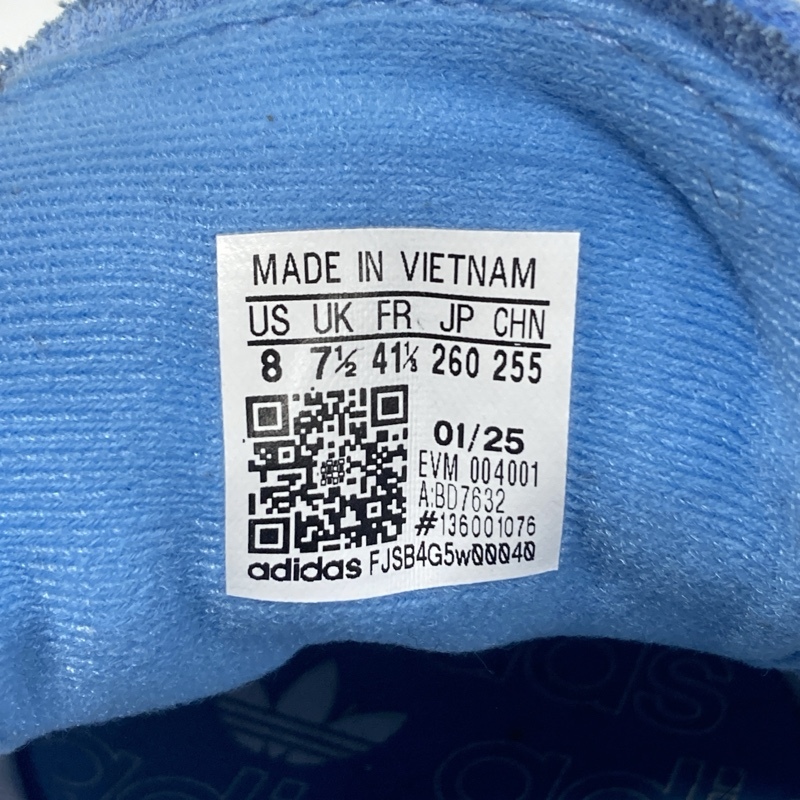 MADE IN VIETNAM
US UK FR JP CHN
8 7½ 41⅓ 260 255
01/25
EVM 004001
A:BD7632
#136001076
adidas FJSB4G5w00040
adidas